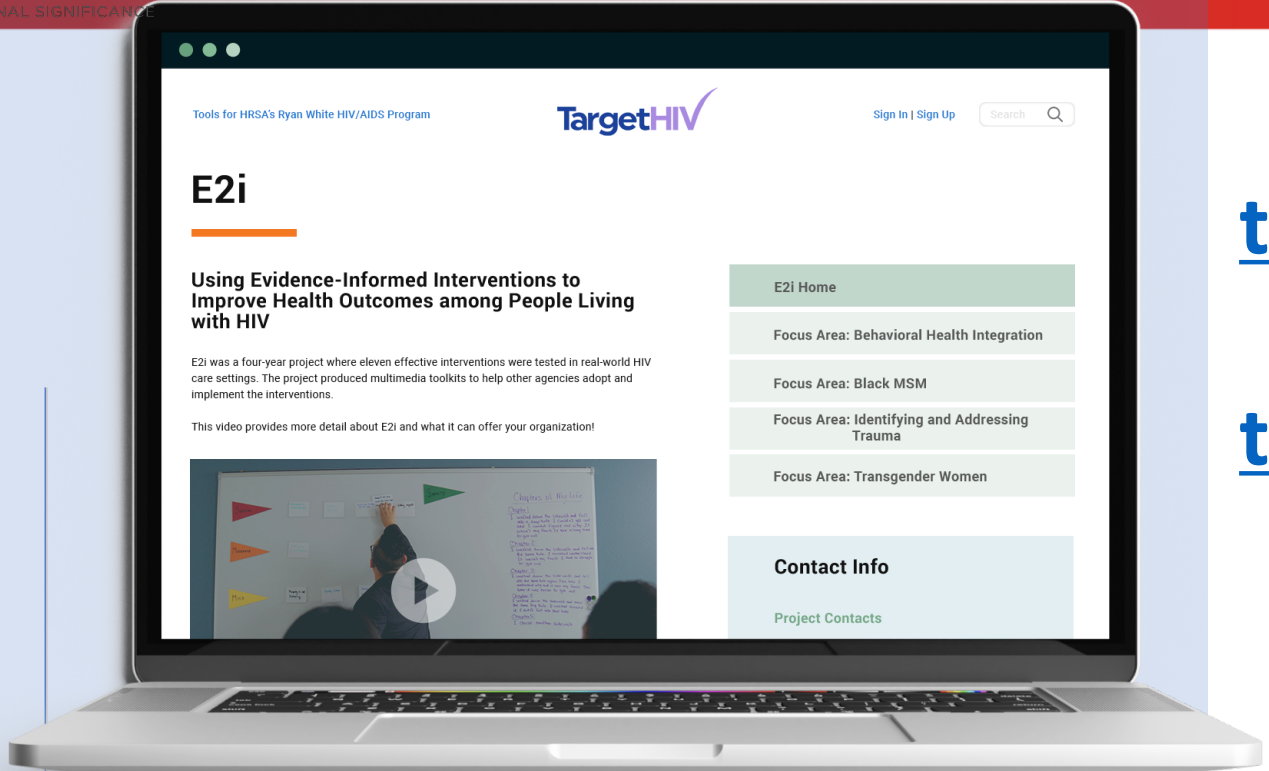 NAL SIGNIFICANCE
Tools for HRSA's Ryan White HIV/AIDS Program
TargetHIV
Sign In | Sign Up
Search
E2i
Using Evidence-Informed Interventions to
Improve Health Outcomes among People Living
with HIV
E2i was a four-year project where eleven effective interventions were tested in real-world HIV
care settings. The project produced multimedia toolkits to help other agencies adopt and
implement the interventions.
This video provides more detail about E2i and what it can offer your organization!
Chapters of My Life
E2i Home
Focus Area: Behavioral Health Integration
Focus Area: Black MSM
Focus Area: Identifying and Addressing
Trauma
Focus Area: Transgender Women
Contact Info
Project Contacts
t
t